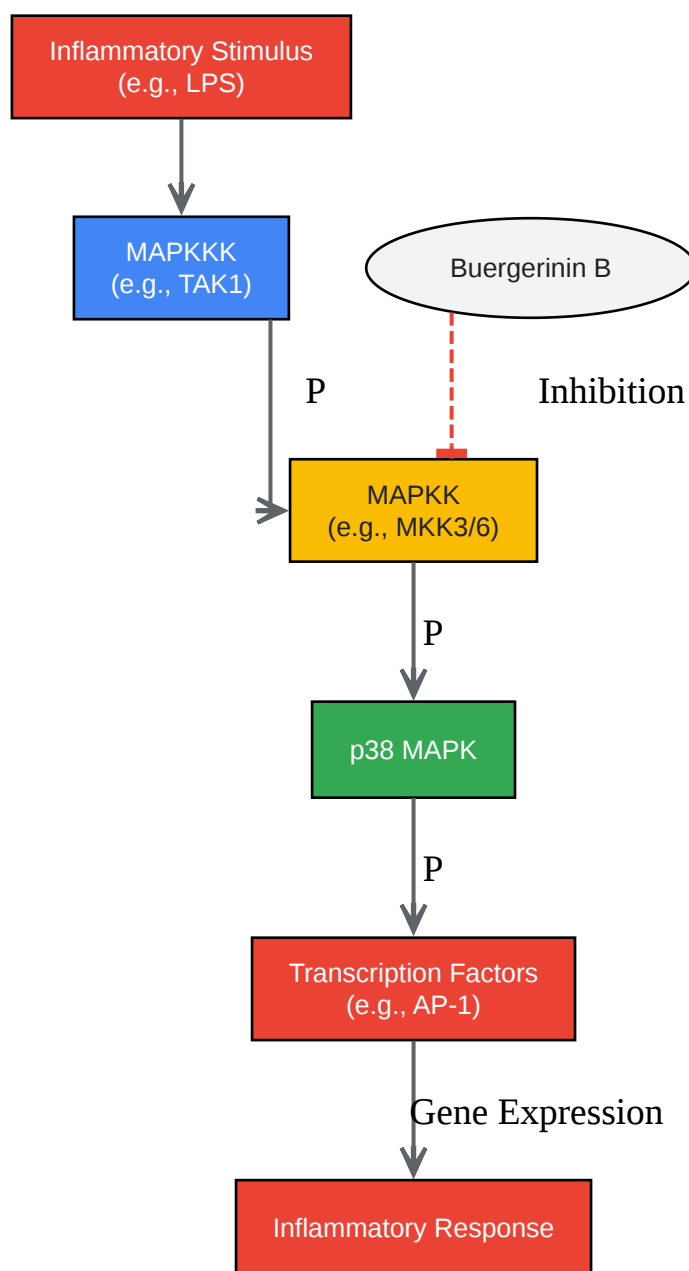 Inflammatory Stimulus
(e.g., LPS)
MAPKKK
(e.g., TAK1)
Buergerinin B
P
Inhibition
MAPKK
(e.g., MKK3/6)
P
p38 MAPK
P
Transcription Factors
(e.g., AP-1)
Gene Expression
Inflammatory Response